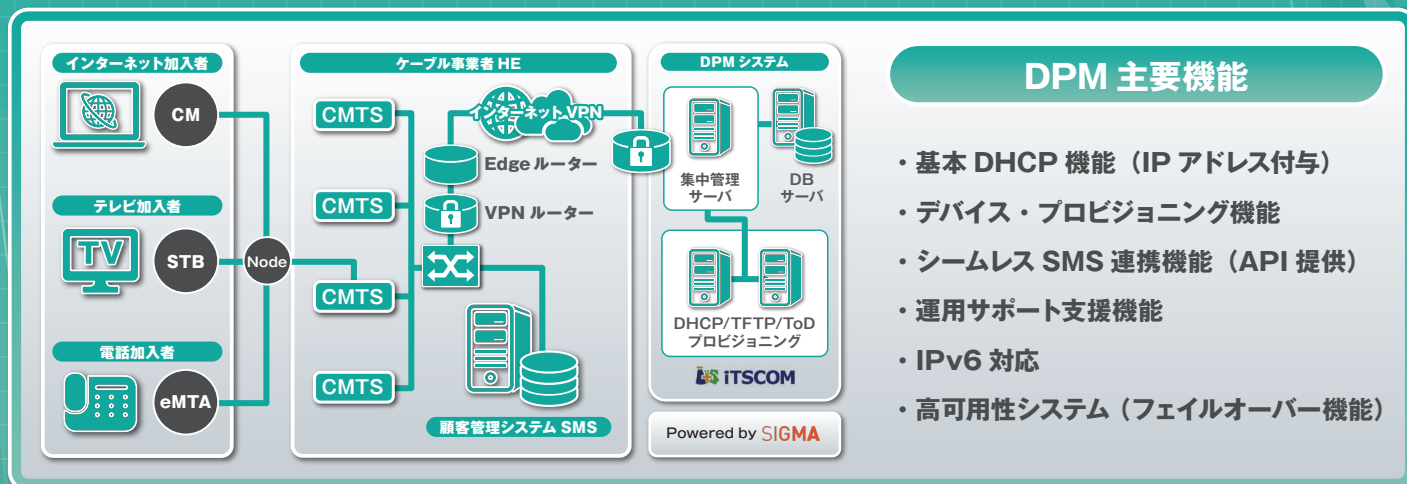 インターネット加入者
CM
テレビ加入者
TV
STB
Node
電話加入者
eMTA
ケーブル事業者 HE
CMTS
インターネット VPN
Edge ルーター
CMTS
VPN ルーター
CMTS
CMTS
顧客管理システム SMS
DPM システム
集中管理
サーバ
DB
サーバ
DHCP/TFTP/ToD
プロビジョニング
iTSCOM
Powered by SIGMA
DPM 主要機能
・基本 DHCP 機能（IP アドレス付与）
・デバイス・プロビジョニング機能
・シームレス SMS 連携機能（API 提供）
・運用サポート支援機能
・IPv6 対応
・高可用性システム（フェイルオーバー機能）